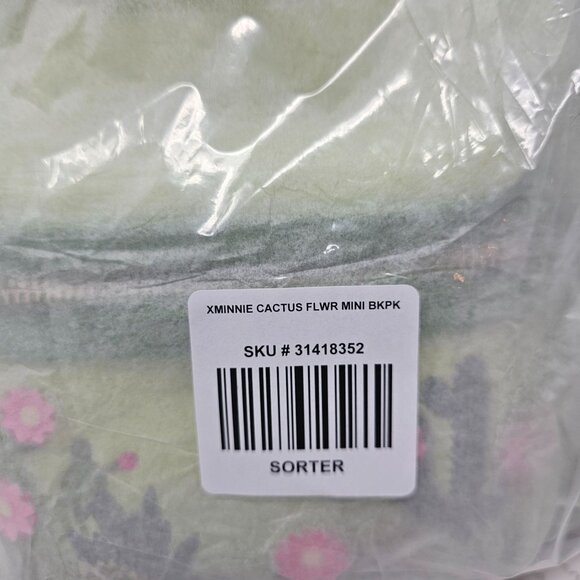 XMINNIE CACTUS FLWR MINI BKPK
SKU # 31418352
SORTER